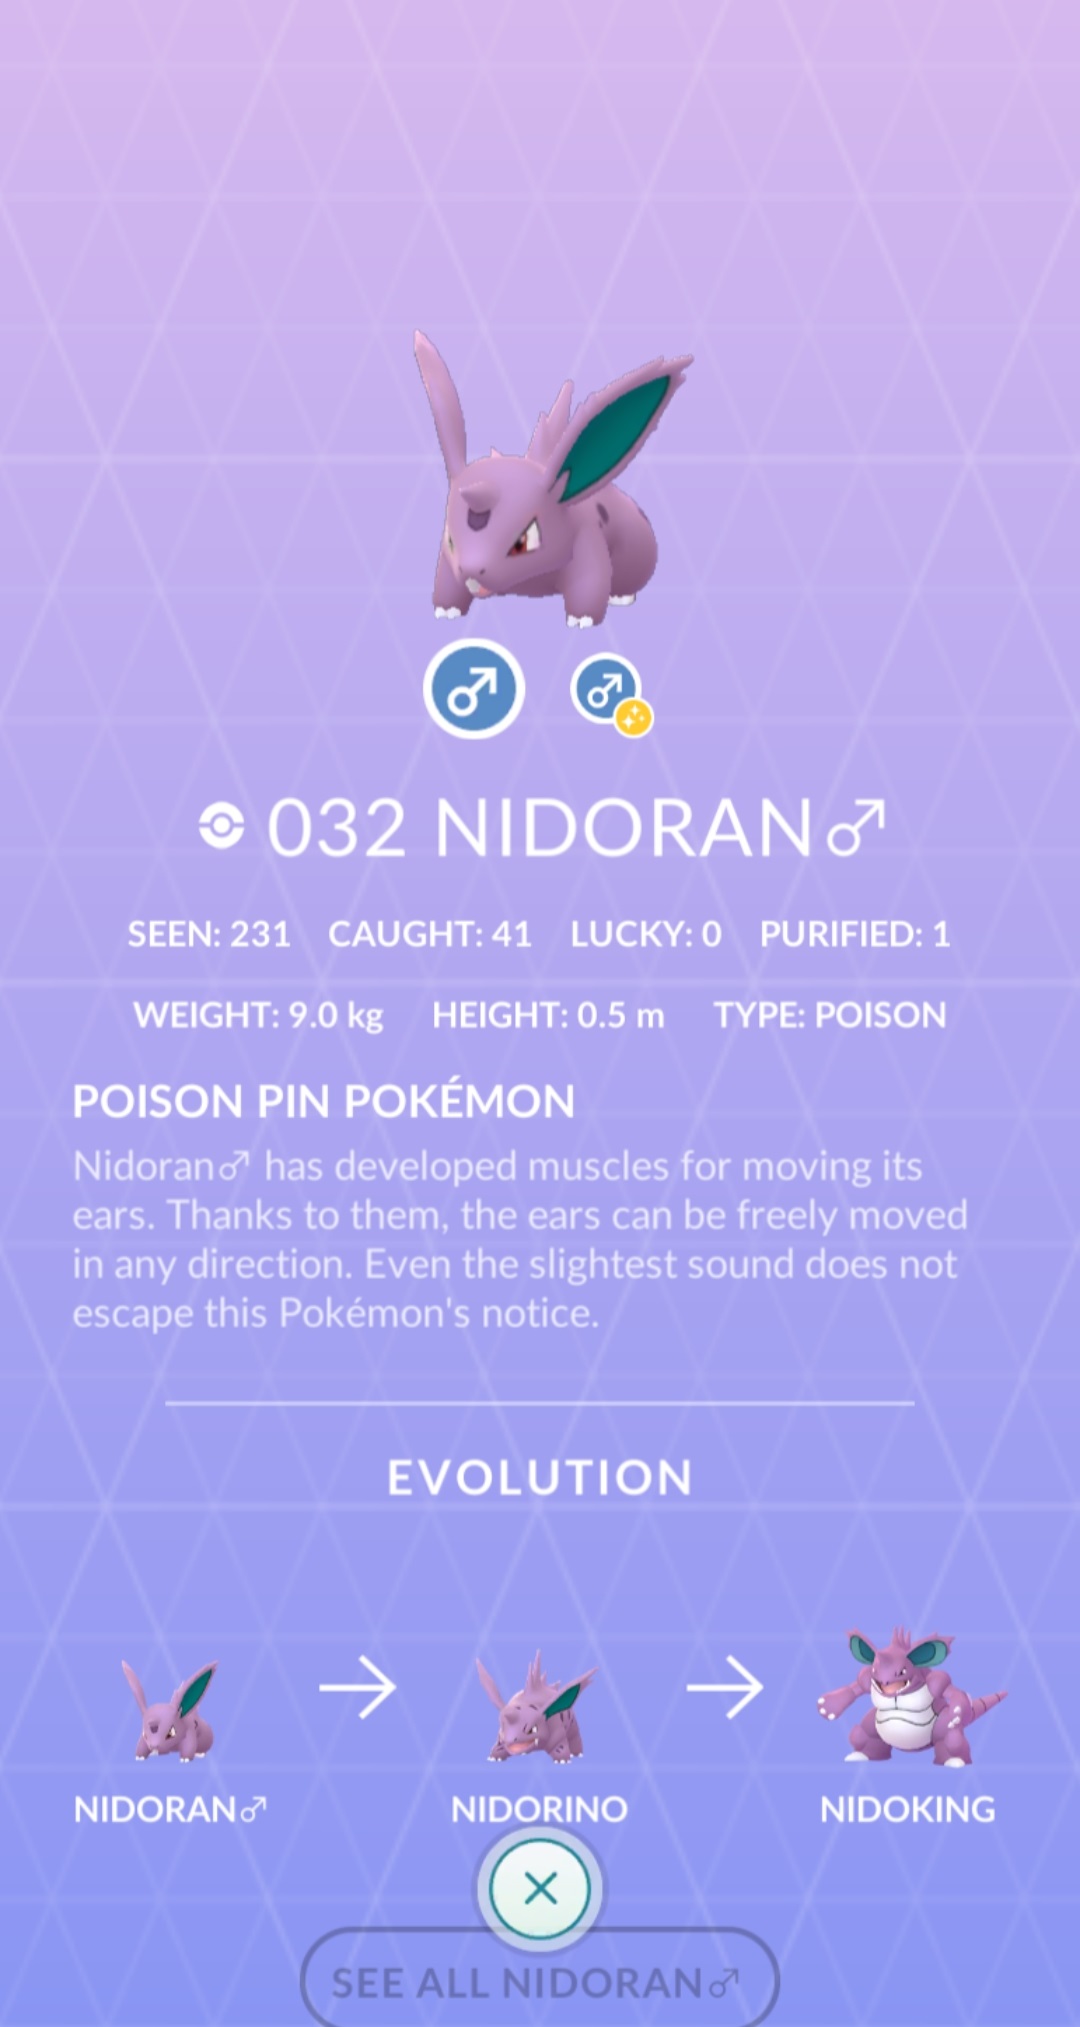 032 NIDORAN♂
SEEN: 231 CAUGHT: 41 LUCKY: 0 PURIFIED: 1
WEIGHT: 9.0 kg HEIGHT: 0.5 m TYPE: POISON
POISON PIN POKÉMON
Nidoran♂ has developed muscles for moving its
ears. Thanks to them, the ears can be freely moved
in any direction. Even the slightest sound does not
escape this Pokémon's notice.
EVOLUTION
NIDORAN♂ NIDORINO NIDOKING
SEE ALL NIDORAN♂